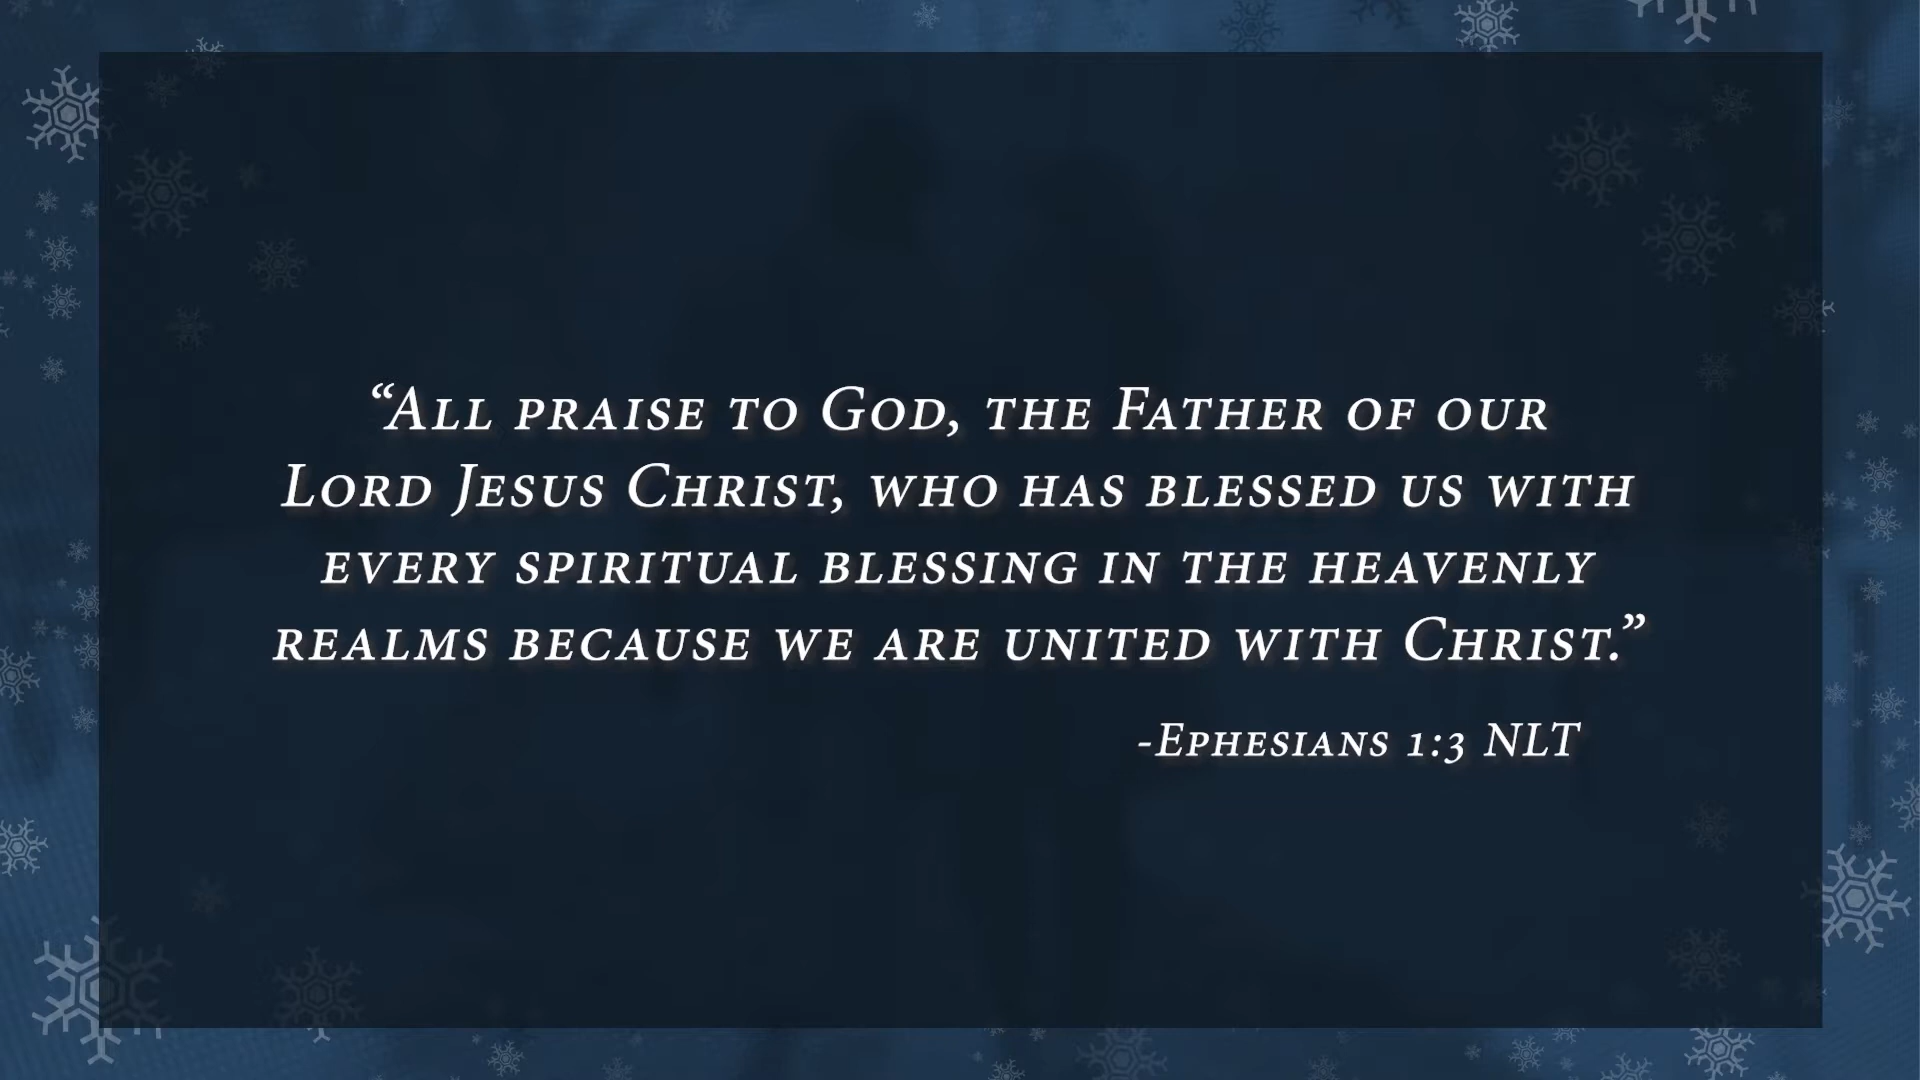 “All praise to God, the Father of our
Lord Jesus Christ, who has blessed us with
every spiritual blessing in the heavenly
realms because we are united with Christ.”
-Ephesians 1:3 NLT